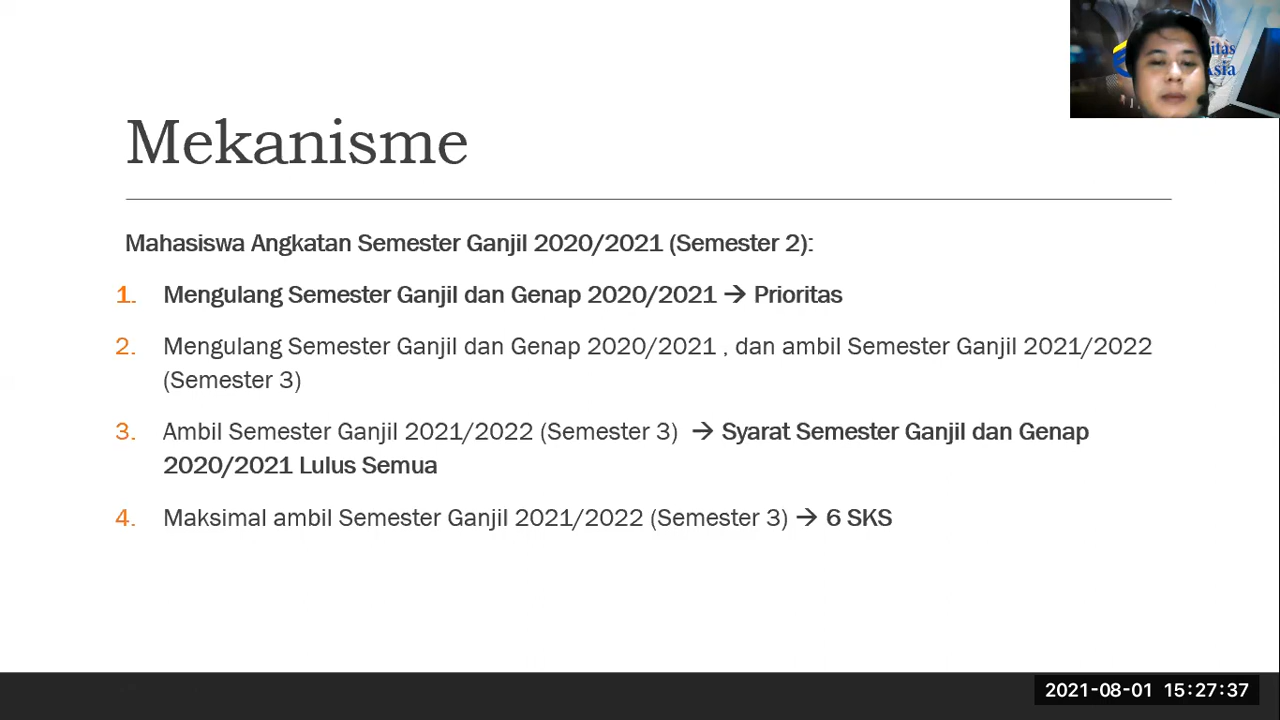 itas
Asia
Mekanisme
Mahasiswa Angkatan Semester Ganjil 2020/2021 (Semester 2):
1. Mengulang Semester Ganjil dan Genap 2020/2021 → Prioritas
2. Mengulang Semester Ganjil dan Genap 2020/2021 , dan ambil Semester Ganjil 2021/2022
(Semester 3)
3. Ambil Semester Ganjil 2021/2022 (Semester 3) → Syarat Semester Ganjil dan Genap
2020/2021 Lulus Semua
4. Maksimal ambil Semester Ganjil 2021/2022 (Semester 3) → 6 SKS
2021-08-01 15:27:37